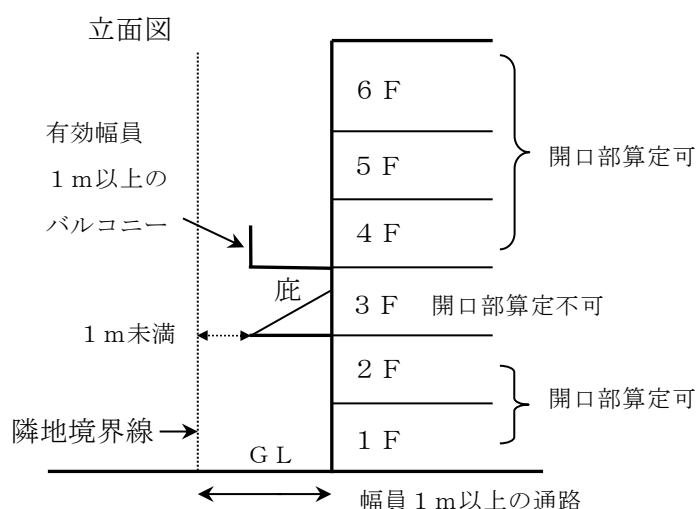 立面図
６Ｆ
有効幅員
１ｍ以上の
バルコニー
５Ｆ
開口部算定可
４Ｆ
庇
３Ｆ 開口部算定不可
１ｍ未満
２Ｆ
開口部算定可
隣地境界線
１Ｆ
ＧＬ
幅員１ｍ以上の通路